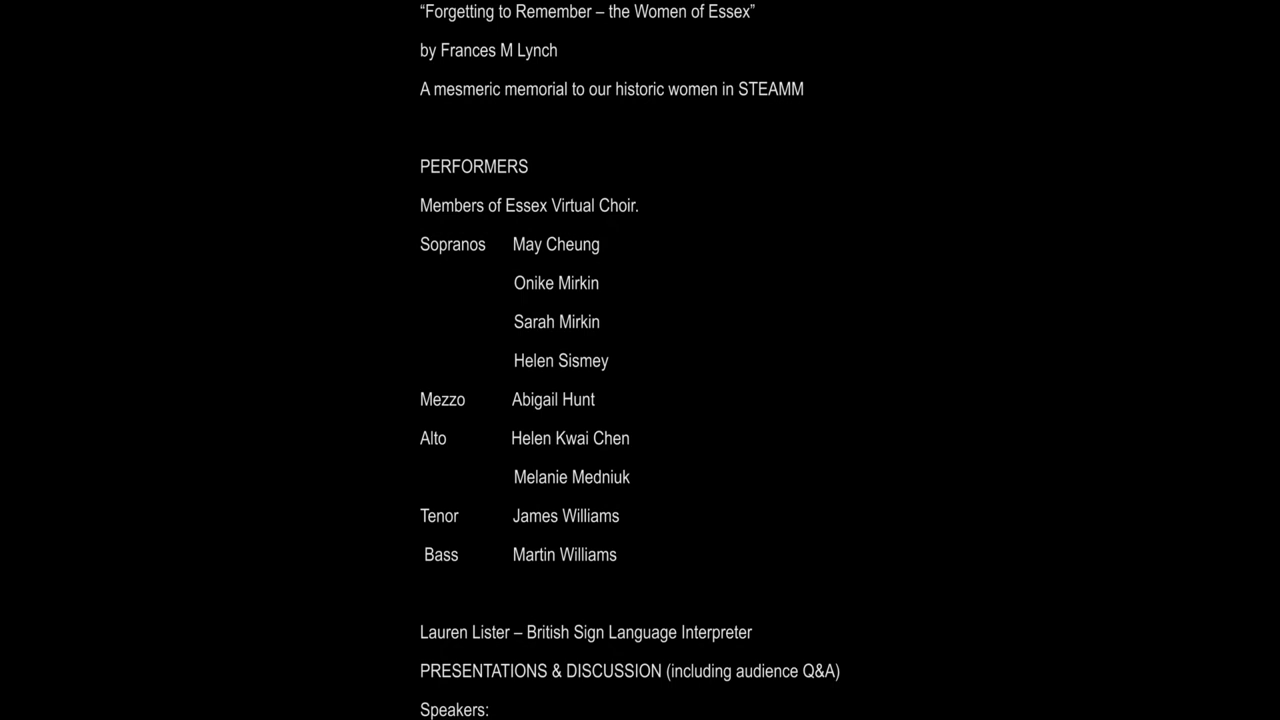 “Forgetting to Remember – the Women of Essex”
by Frances M Lynch
A mesmeric memorial to our historic women in STEAMM
PERFORMERS
Members of Essex Virtual Choir.
Sopranos May Cheung
Onike Mirkin
Sarah Mirkin
Helen Sismey
Mezzo Abigail Hunt
Alto Helen Kwai Chen
Melanie Medniuk
Tenor James Williams
Bass Martin Williams
Lauren Lister – British Sign Language Interpreter
PRESENTATIONS & DISCUSSION (including audience Q&A)
Speakers: